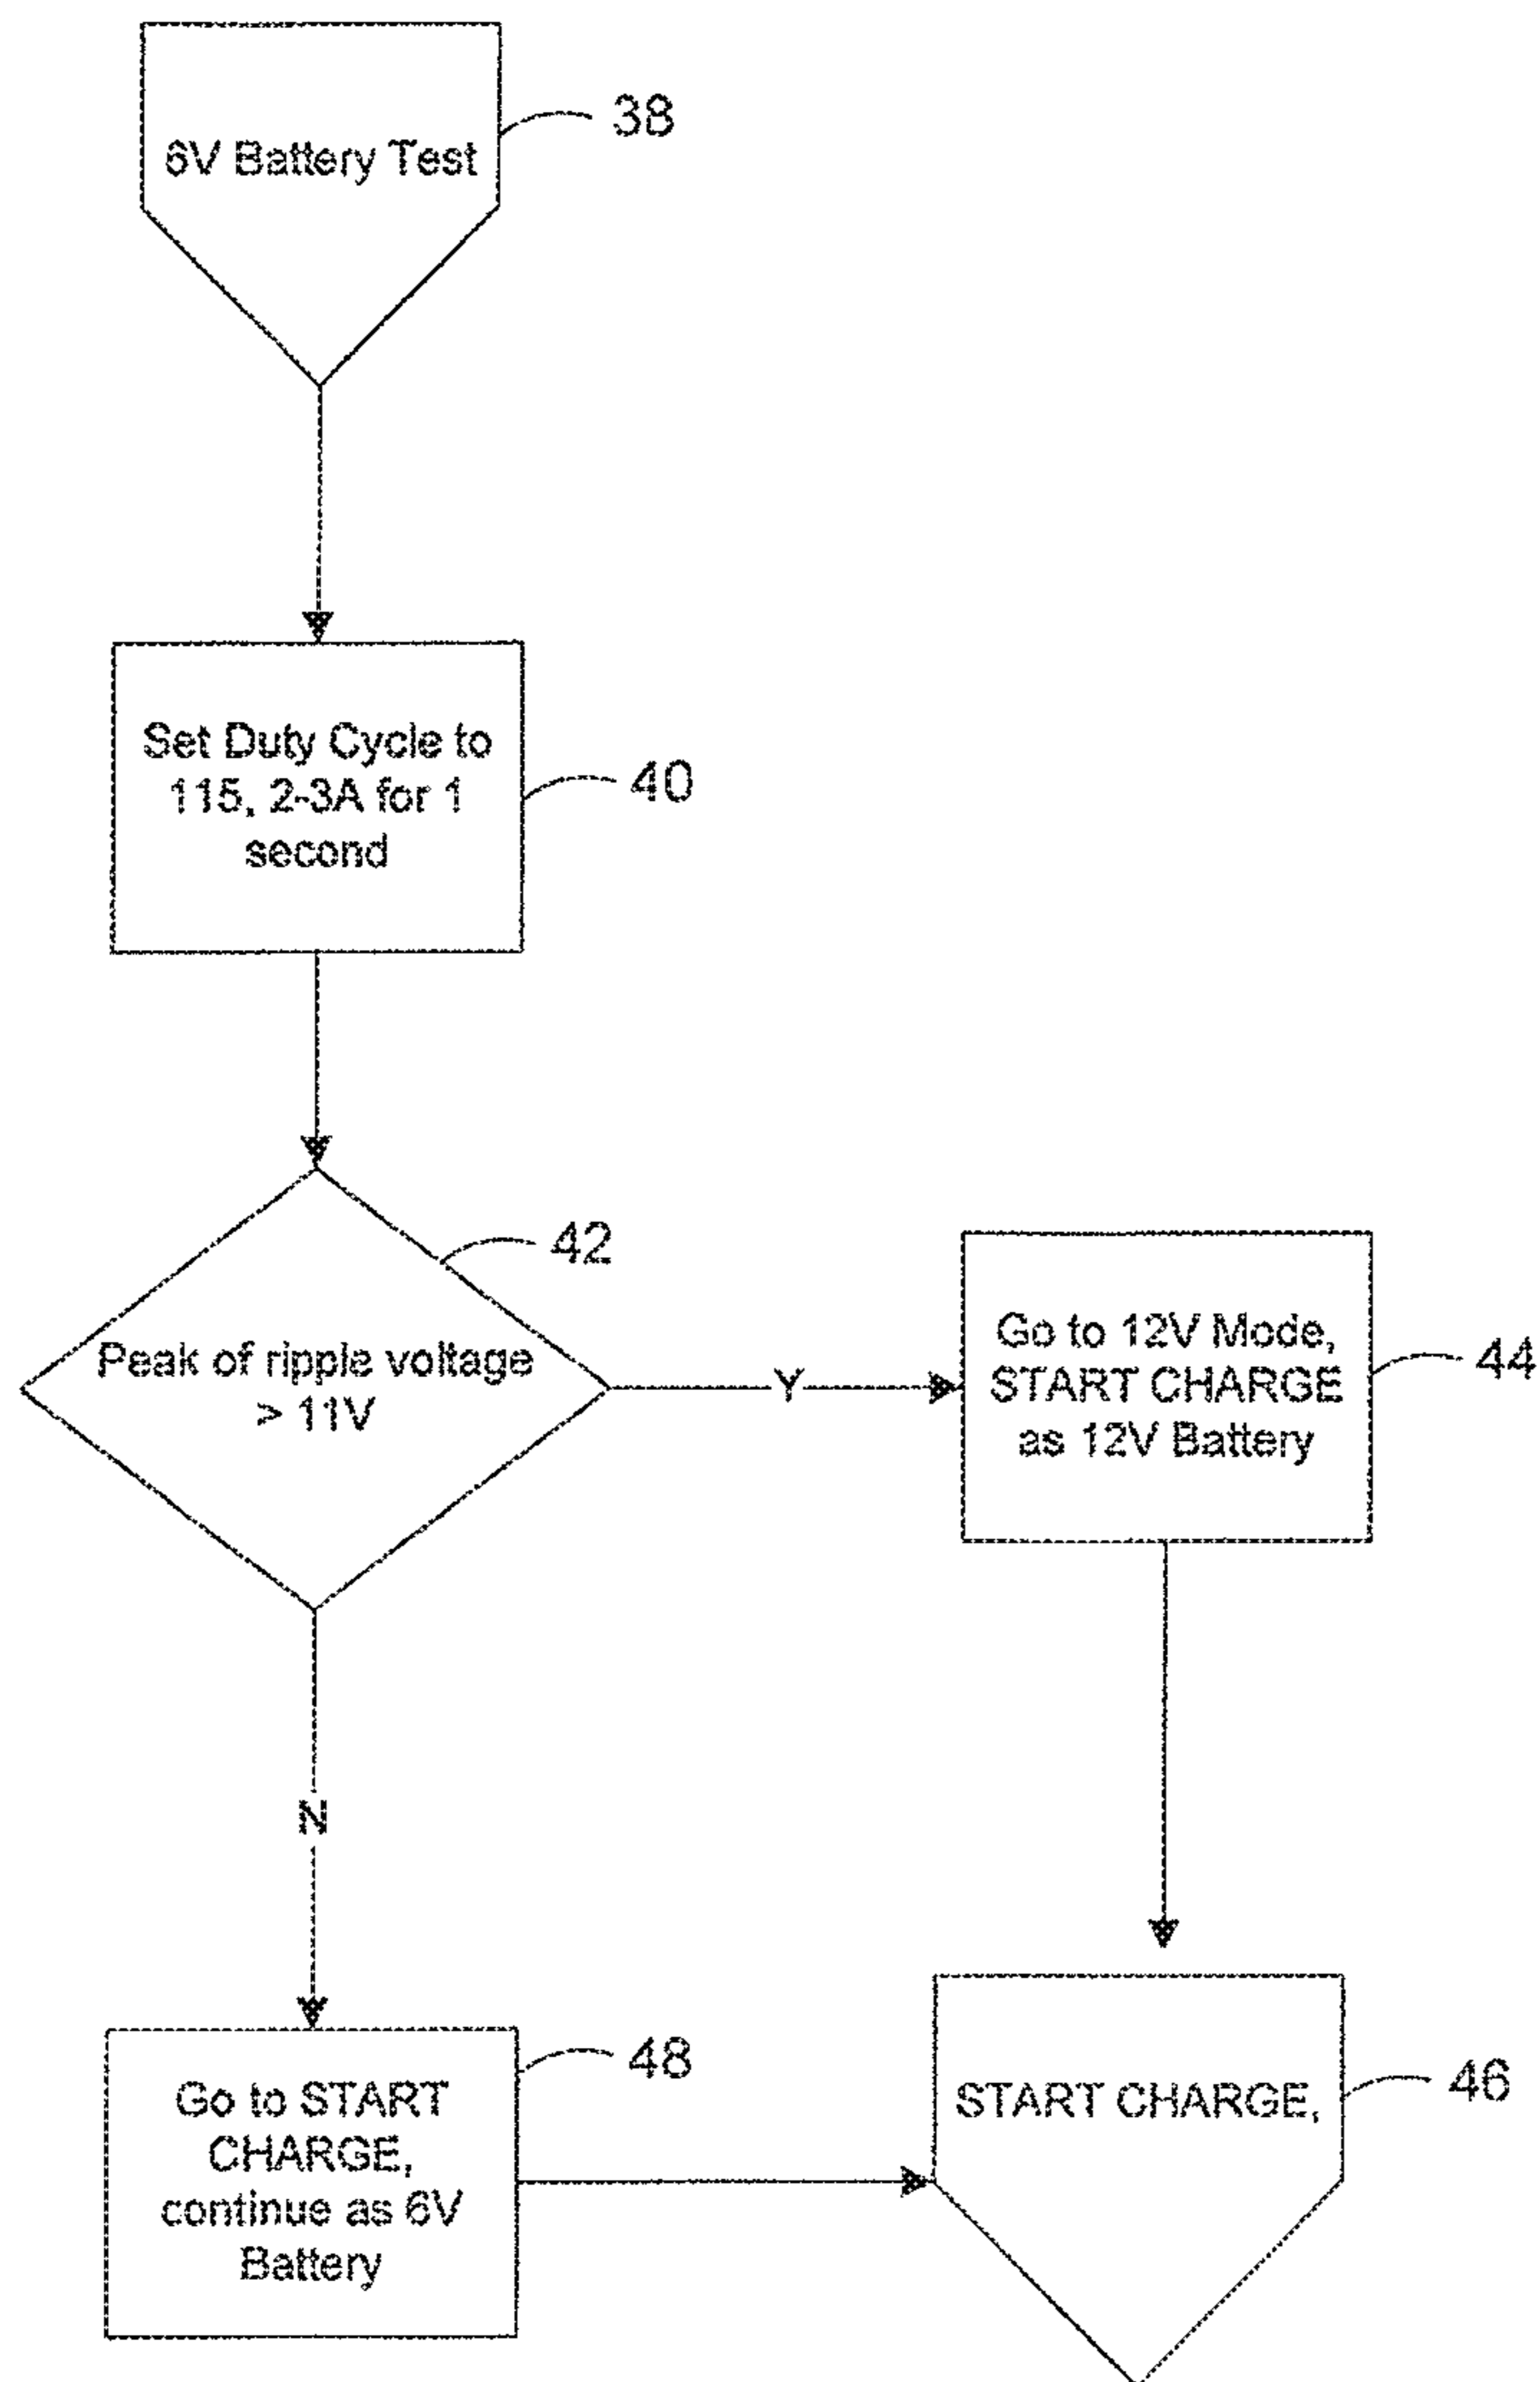 6V Battery Test
38
Set Duty Cycle to
115, 2-3A for 1
second
40
42
Peak of ripple voltage
> 11V
Y
Go to 12V Mode,
START CHARGE
as 12V Battery
44
N
Go to START
CHARGE,
continue as 6V
Battery
48
START CHARGE,
46